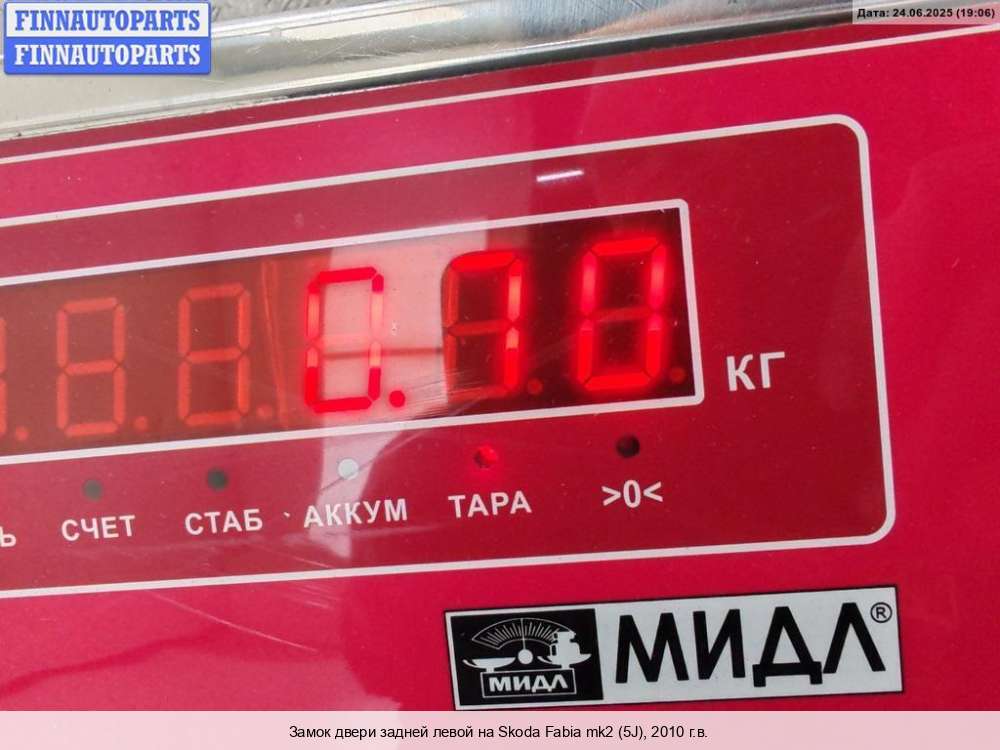 FINNAUTOPARTS
FINNAUTOPARTS
Дата: 24.06.2025 (19:06)
0.70
КГ
Ь СЧЕТ СТАБ АККУМ ТАРА >0<
МИДЛ
МИДЛ®
Замок двери задней левой на Skoda Fabia mk2 (5J), 2010 г.в.